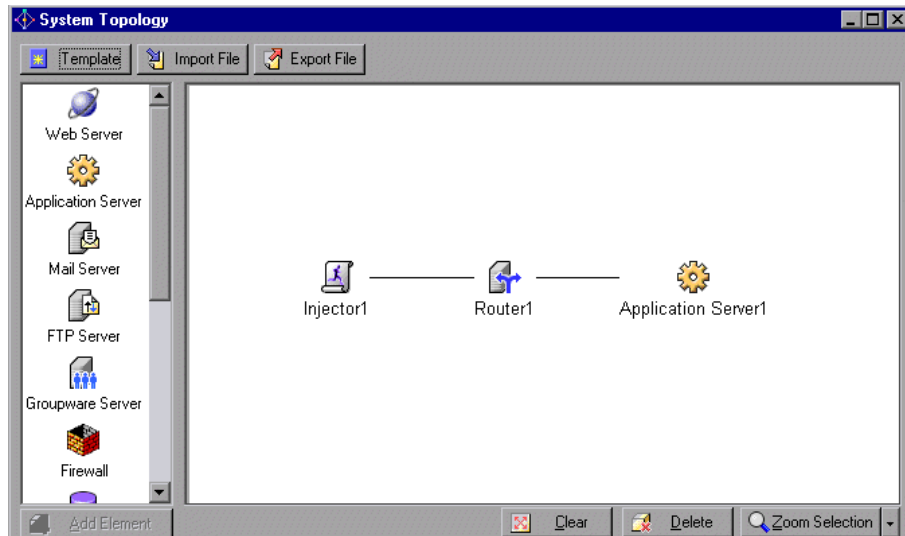 System Topology
Template Import File Export File
Web Server
Application Server
Mail Server
FTP Server
Groupware Server
Firewall
Injector1 Router1 Application Server1
Add Element Clear Delete Zoom Selection